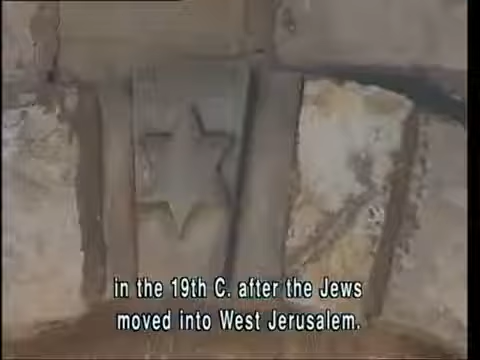 in the 19th C. after the Jews
moved into West Jerusalem.